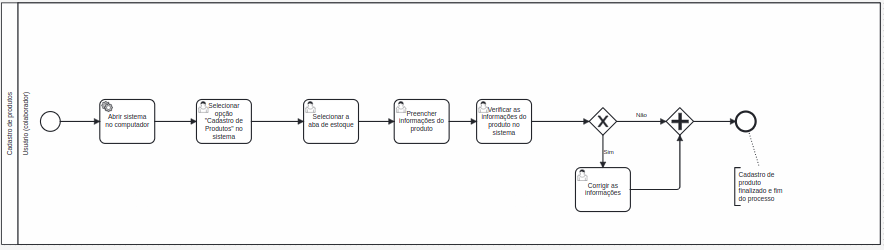 Cadastro de produtos
Usuário (colaborador)
Abrir sistema
no computador
Selecionar
opção
"Cadastro de
Produtos" no
sistema
Selecionar a
aba de estoque
Preencher
informações do
produto
Verificar as
informações do
produto no
sistema
Não
Sim
Corrigir as
informações
Cadastro de
produto
finalizado e fim
do processo